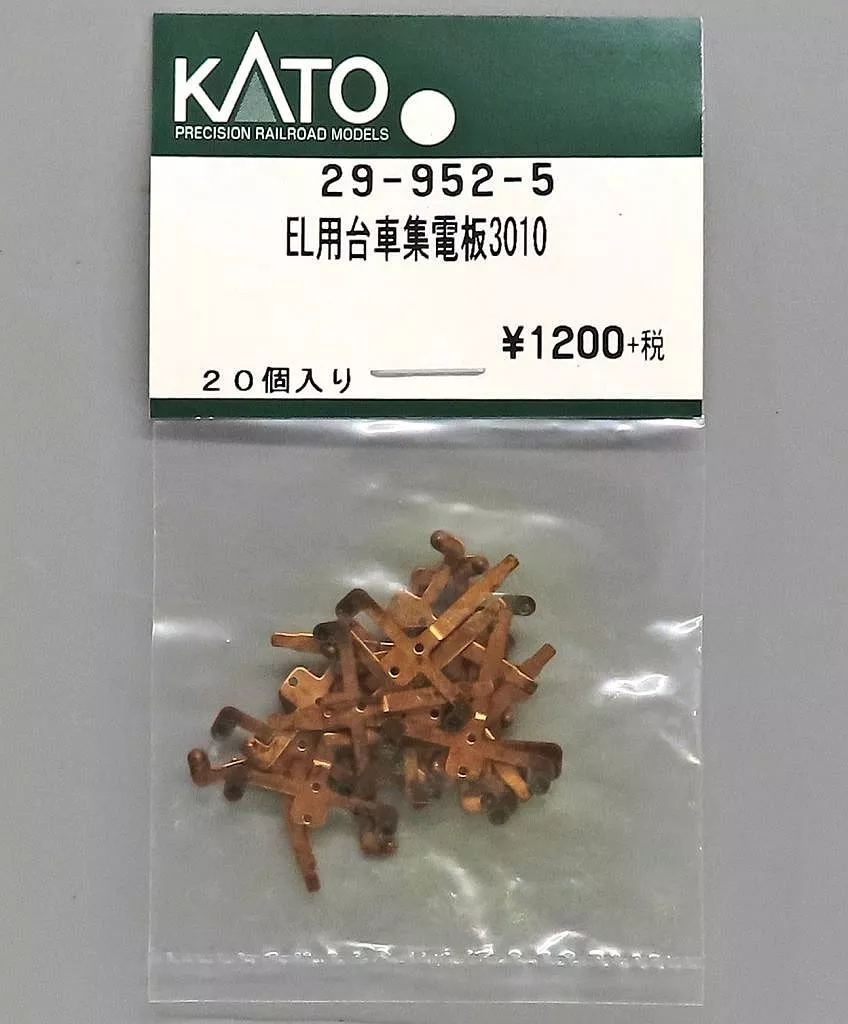 KATO
PRECISION RAILROAD MODELS
29-952-5
EL用台車集電板3010
¥1200+税
20個入り